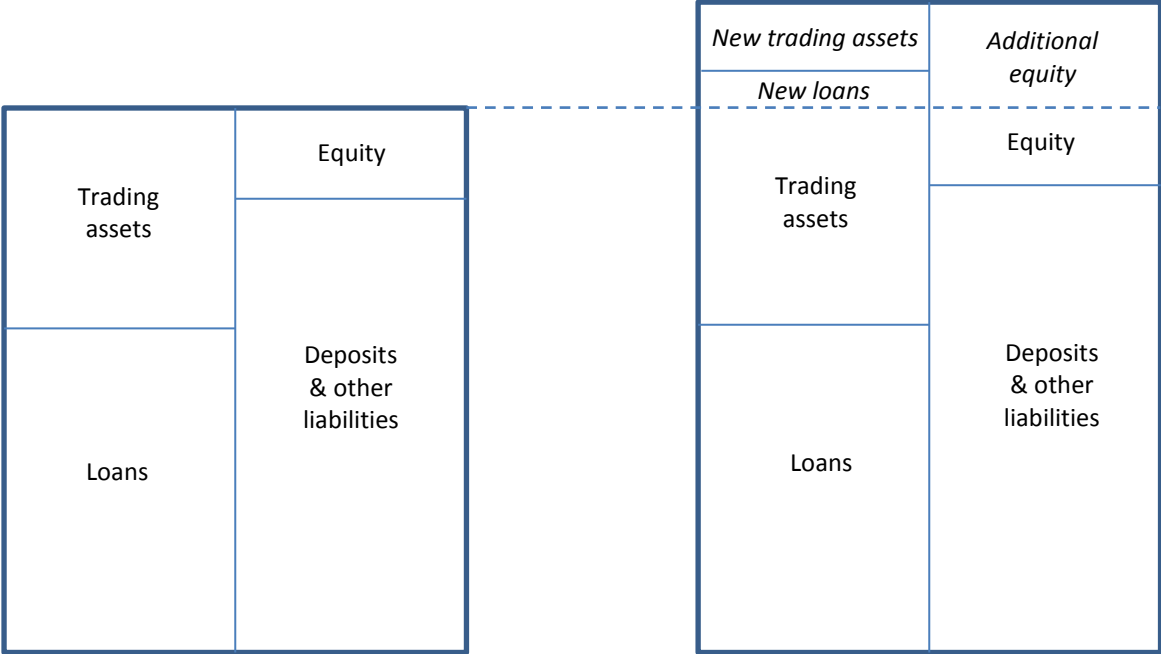 Trading
assets
Loans
Equity
Deposits
& other
liabilities
New trading assets
New loans
Trading
assets
Loans
Additional
equity
Equity
Deposits
& other
liabilities